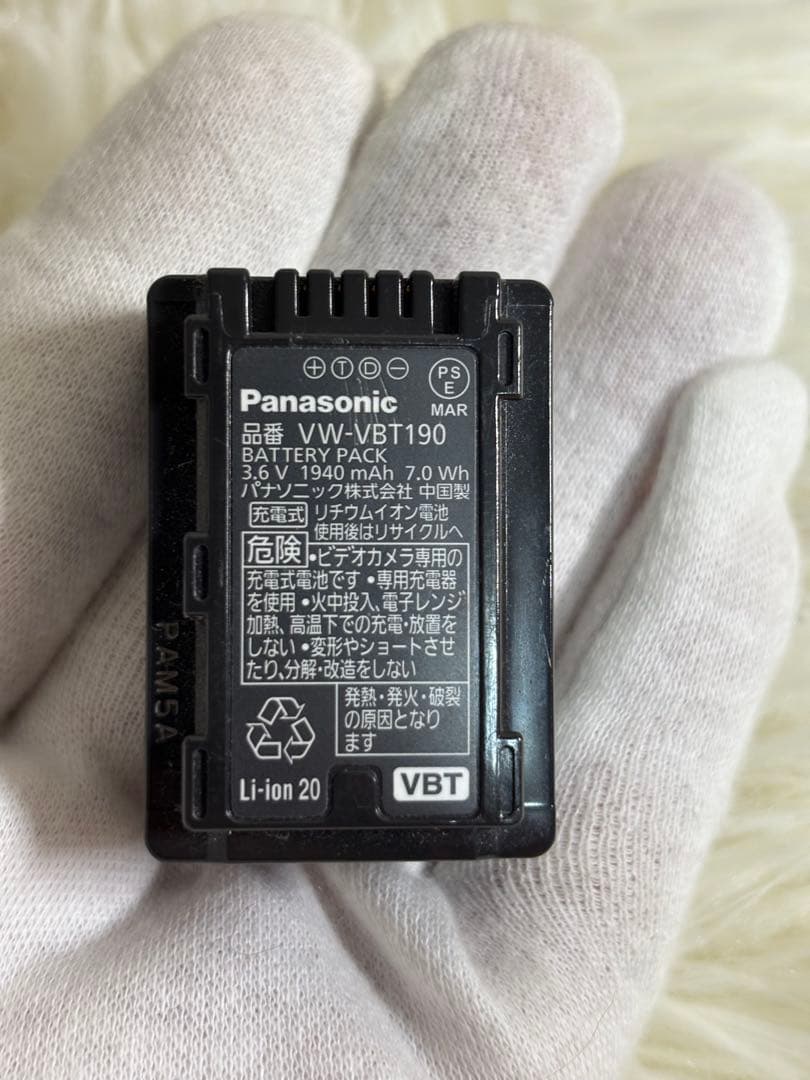 ⊕ⓉⒹ⊖
PS
E
MAR
Panasonic
品番 VW-VBT190
BATTERY PACK
3.6 V 1940 mAh 7.0 Wh
パナソニック株式会社 中国製
充電式 リチウムイオン電池
使用後はリサイクルへ
危険 •ビデオカメラ専用の
充電式電池です •専用充電器
を使用 •火中投入、電子レンジ
加熱、高温下での充電・放置を
しない •変形やショートさせ
たり、分解・改造をしない
発熱・発火・破裂
の原因となり
ます
Li-ion 20
VBT
PAM5A